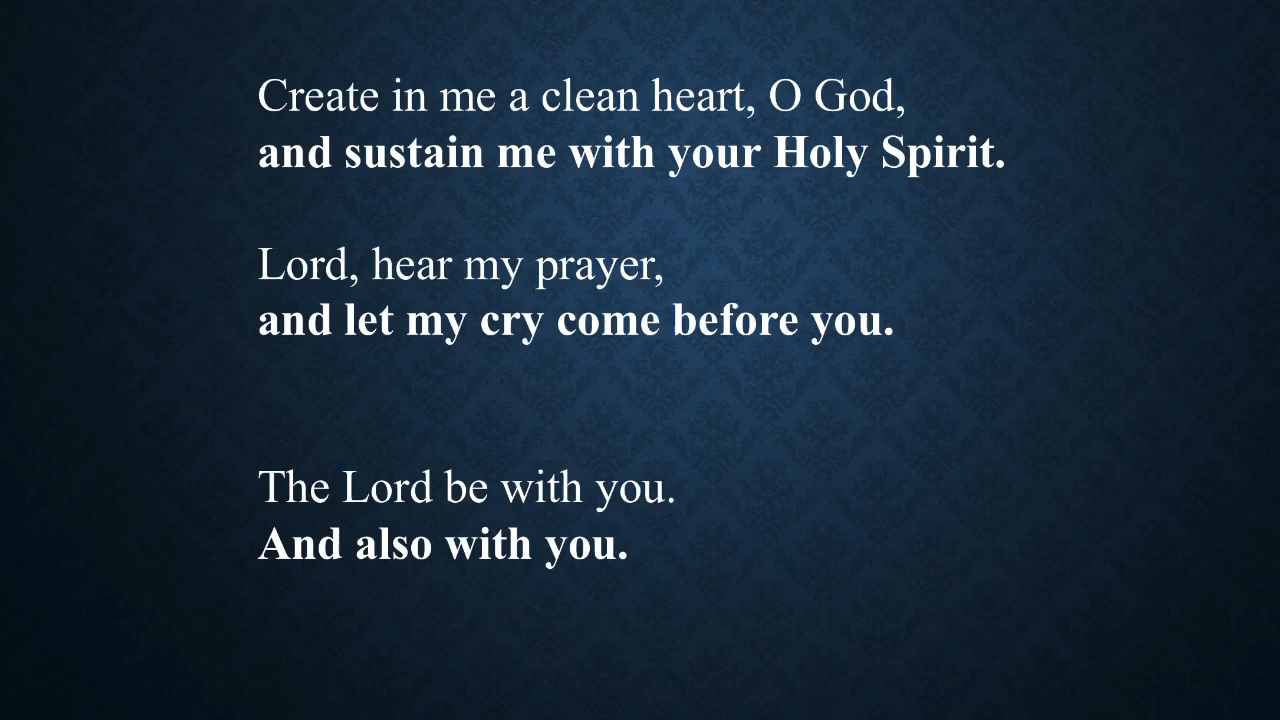 Create in me a clean heart, O God,
and sustain me with your Holy Spirit.
Lord, hear my prayer,
and let my cry come before you.
The Lord be with you.
And also with you.